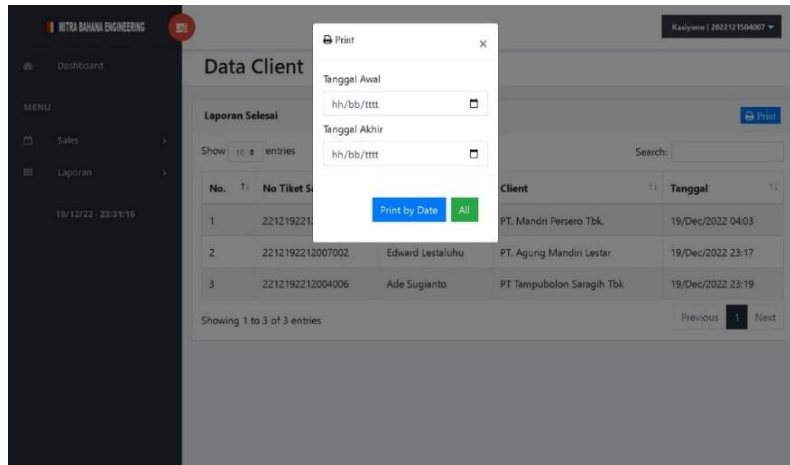 MITRA BAHANA ENGINEERING
Kasiyono | 2022121504007
Dashboard
MENU
Sales
Laporan
19/12/22 - 23:31:16
Data Client
Laporan Selesai
Print
Show 10 entries
Search:
No. No Tiket Client Tanggal
1 PT. Mandri Persero Tbk. 19/Dec/2022 04:03
2 2212192212007002 Edward Lestaluhu PT. Agung Mandiri Lestar 19/Dec/2022 23:17
3 2212192212004006 Ade Sugianto PT Tampubolon Saragih Tbk 19/Dec/2022 23:19
Showing 1 to 3 of 3 entries
Previous 1 Next
Print ×
Tanggal Awal
hh/bb/tttt
Tanggal Akhir
hh/bb/tttt
Print by Date All